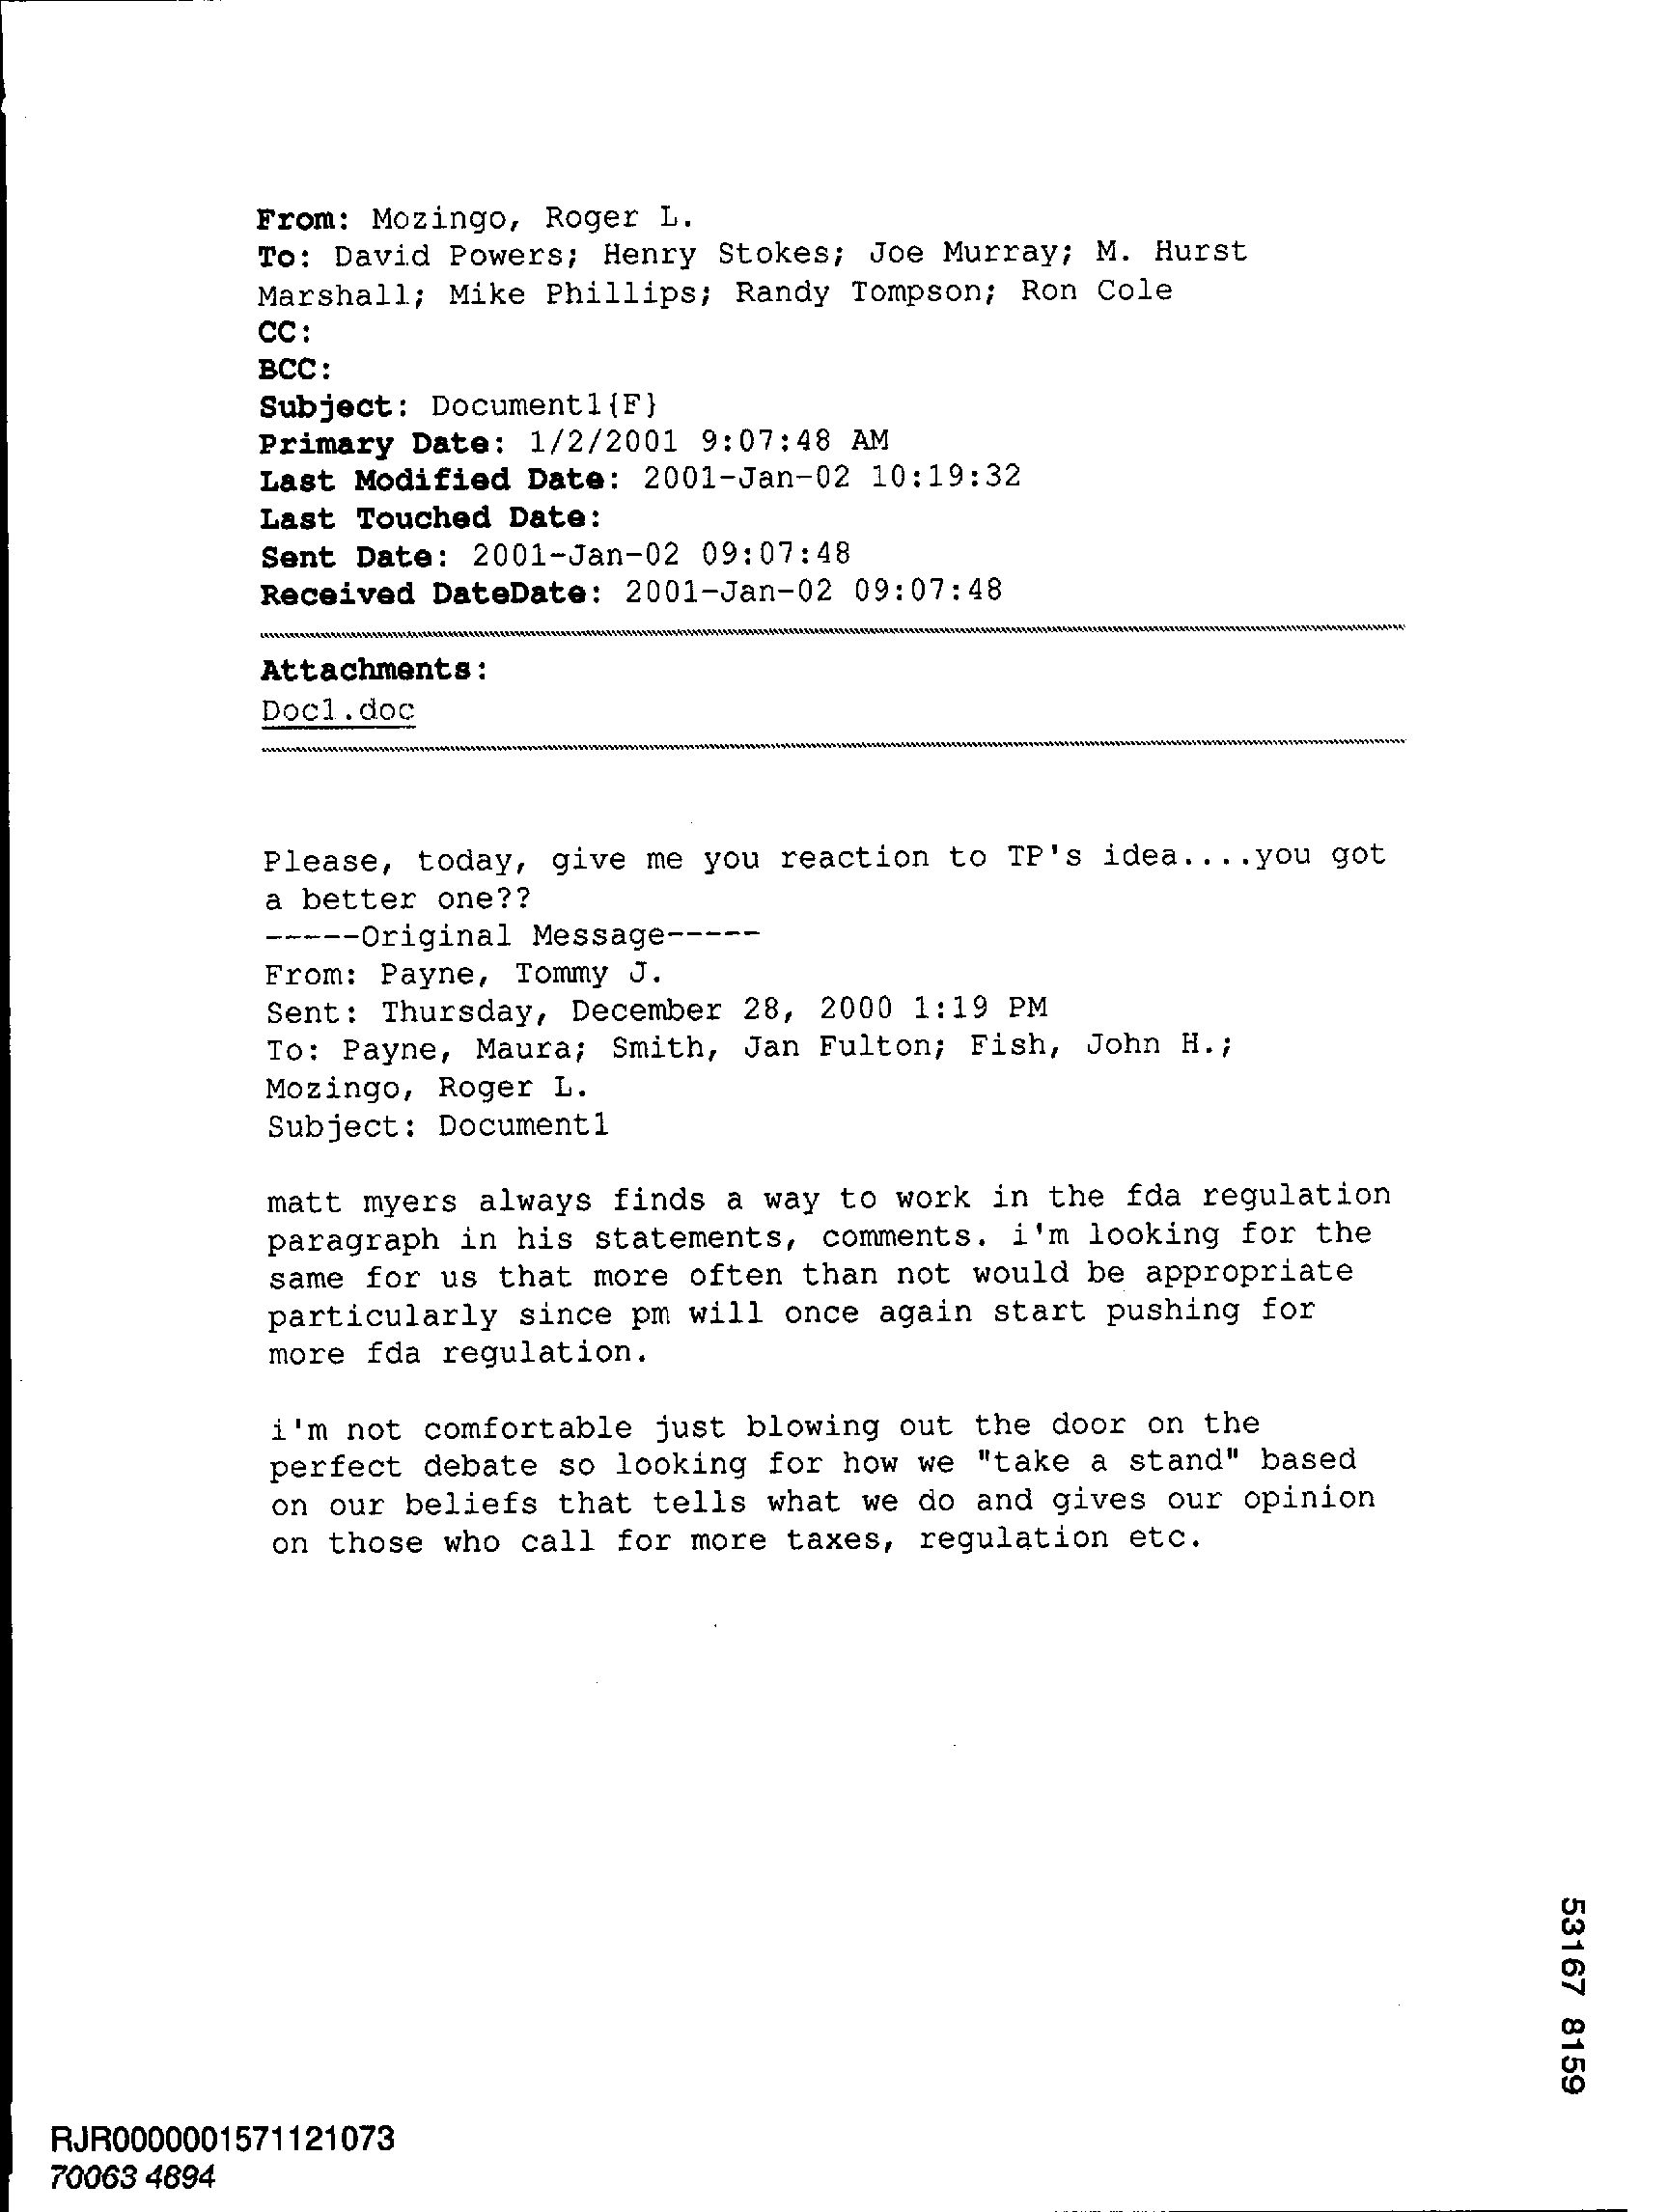 From: Mozingo, Roger L.
To: David Powers; Henry Stokes; Joe Murray; M. Hurst
Marshall; Mike Phillips; Randy Tompson; Ron Cole
CC:
BCC:
Subject: Document1{F}
Primary Date: 1/2/2001 9:07:48 AM
Last Modified Date: 2001-Jan-02 10:19:32
Last Touched Date:
Sent Date: 2001-Jan-02 09:07:48
Received DateDate: 2001-Jan-02 09:07:48
Attachments:
Doc1.doc
Please, today, give me you reaction to TP's idea....you got
a better one??
-----Original Message-----
From: Payne, Tommy J.
Sent: Thursday, December 28, 2000 1:19 PM
To: Payne, Maura; Smith, Jan Fulton; Fish, John H.;
Mozingo, Roger L.
Subject: Document1
matt myers always finds a way to work in the fda regulation
paragraph in his statements, comments. i'm looking for the
same for us that more often than not would be appropriate
particularly since pm will once again start pushing for
more fda regulation.
i'm not comfortable just blowing out the door on the
perfect debate so looking for how we "take a stand" based
on our beliefs that tells what we do and gives our opinion
on those who call for more taxes, regulation etc.
53167 8159
RJR0000001571121073
70063 4894